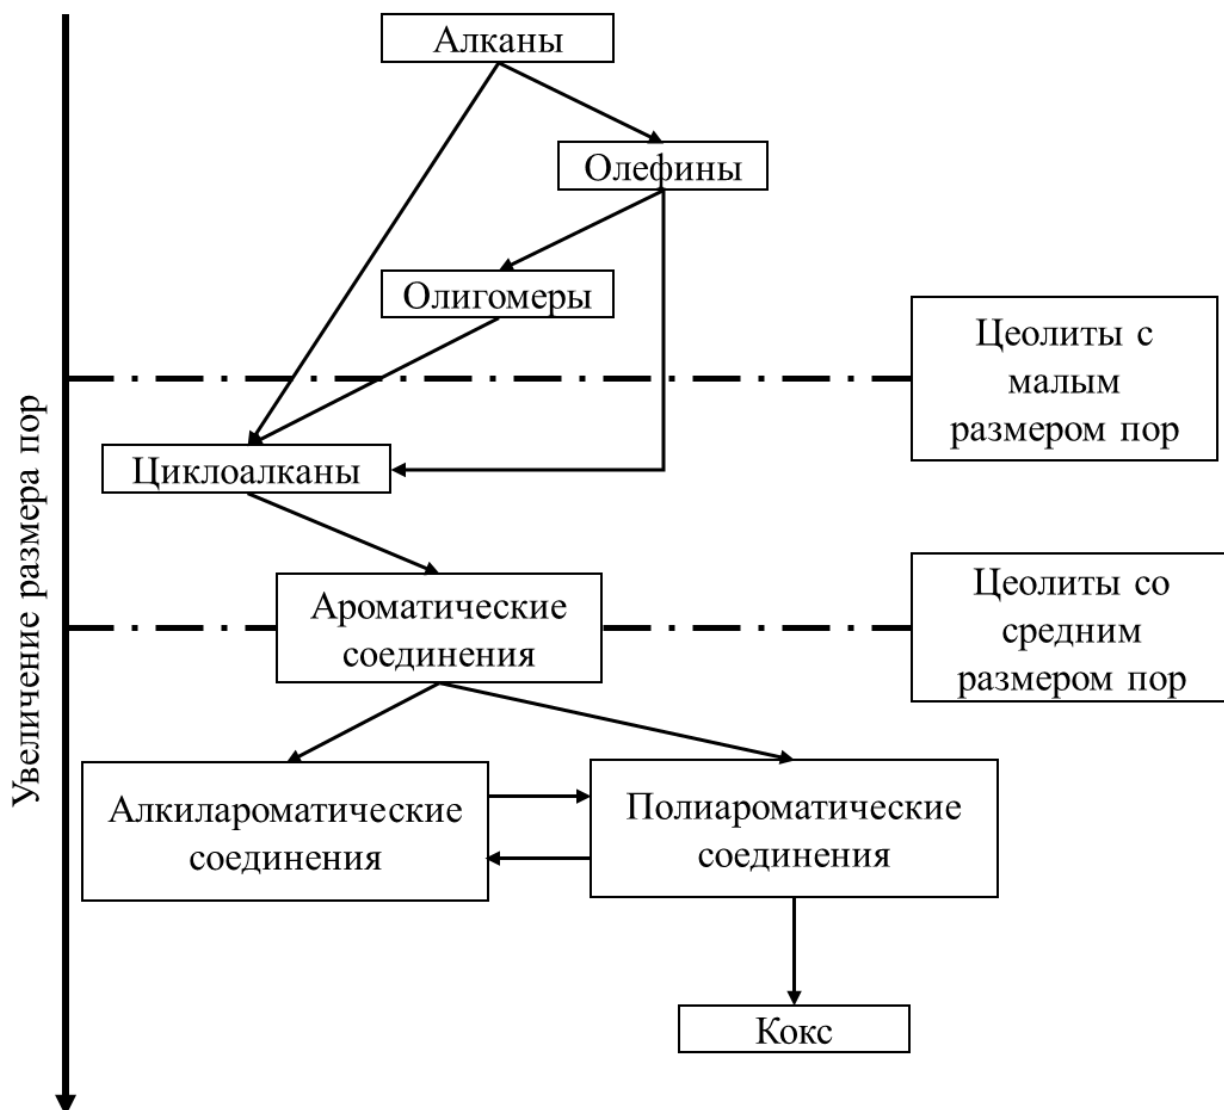 Алканы
Олефины
Олигомеры
Цеолиты с
малым
размером пор
Циклоалканы
Ароматические
соединения
Цеолиты со
средним
размером пор
Увеличение размера пор
Алкилароматические
соединения
Полиароматические
соединения
Кокс